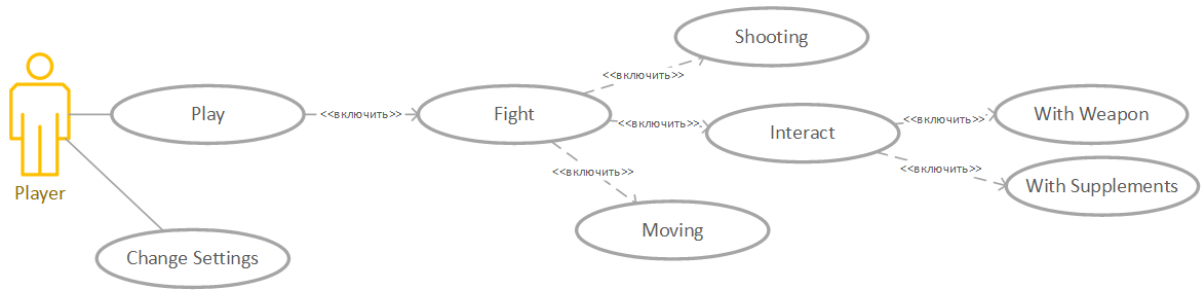 Shooting
<<включить>>
Play
<<включить>>
Fight
<<включить>>
Interact
<<включить>>
With Weapon
<<включить>>
With Supplements
<<включить>>
Moving
Player
Change Settings